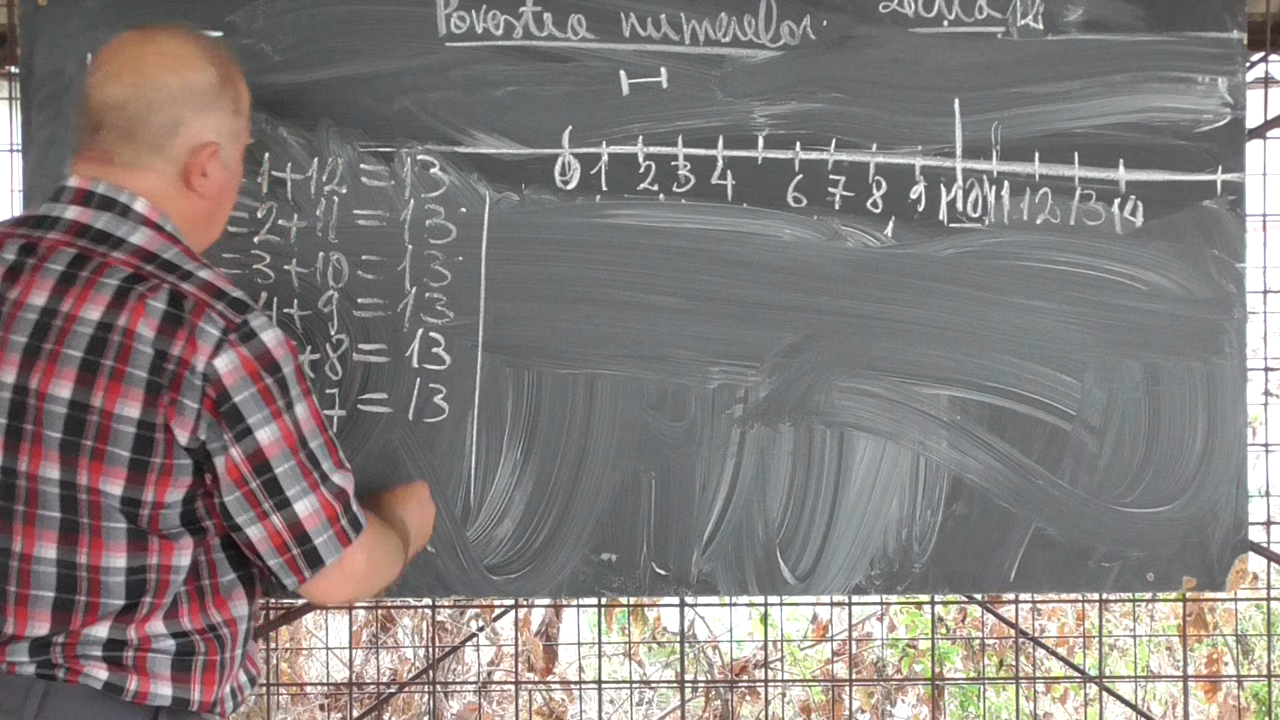 Povestea numerelor.
H
0 1 2 3 4 6 7 8 9 10 11 12 13 14
1+12=13
=2+11=13
=3+10=13
4+9=13
+8=13
7=13